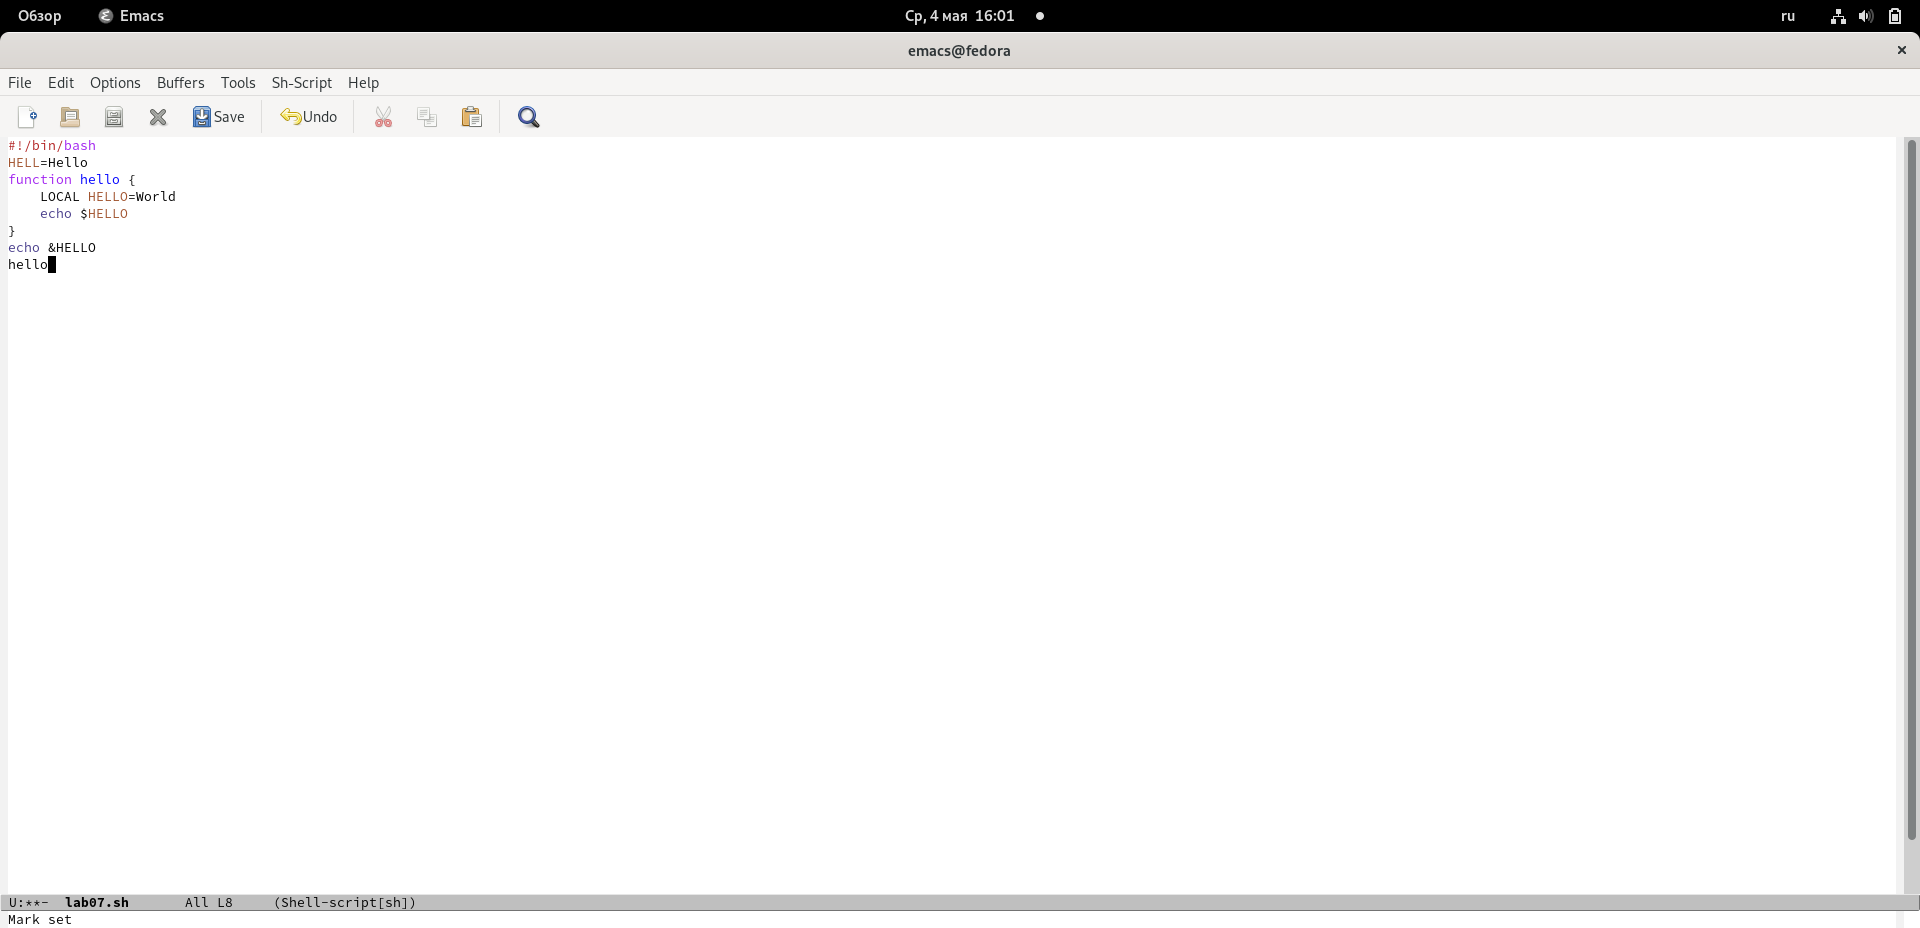 Обзор Emacs Ср, 4 мая 16:01 ru
emacs@fedora
File Edit Options Buffers Tools Sh-Script Help
Save Undo
#!/bin/bash
HELL=Hello
function hello {
    LOCAL HELLO=World
    echo $HELLO
}
echo &HELLO
hello
U:**- lab07.sh All L8 (Shell-script[sh])
Mark set